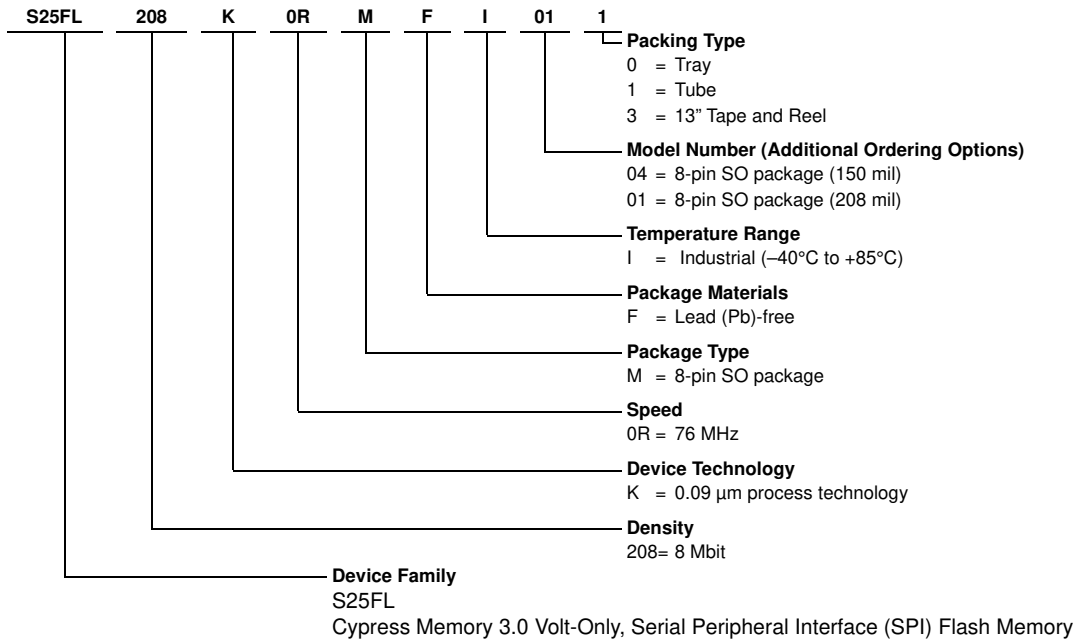 S25FL 208 K 0R M F I 01 1
Packing Type
0 = Tray
1 = Tube
3 = 13” Tape and Reel
Model Number (Additional Ordering Options)
04 = 8-pin SO package (150 mil)
01 = 8-pin SO package (208 mil)
Temperature Range
I = Industrial (–40°C to +85°C)
Package Materials
F = Lead (Pb)-free
Package Type
M = 8-pin SO package
Speed
0R = 76 MHz
Device Technology
K = 0.09 µm process technology
Density
208= 8 Mbit
Device Family
S25FL
Cypress Memory 3.0 Volt-Only, Serial Peripheral Interface (SPI) Flash Memory